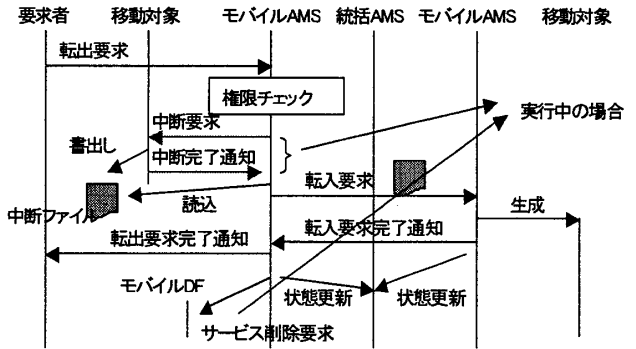 要求者 移動対象 モバイルAMS 統括AMS モバイルAMS 移動対象
転出要求
権限チェック
実行中の場合
中断要求
書出し
中断完了通知
転入要求
中断ファイル
読込
生成
転入要求完了通知
転出要求完了通知
モバイルDF
状態更新 状態更新
サービス削除要求